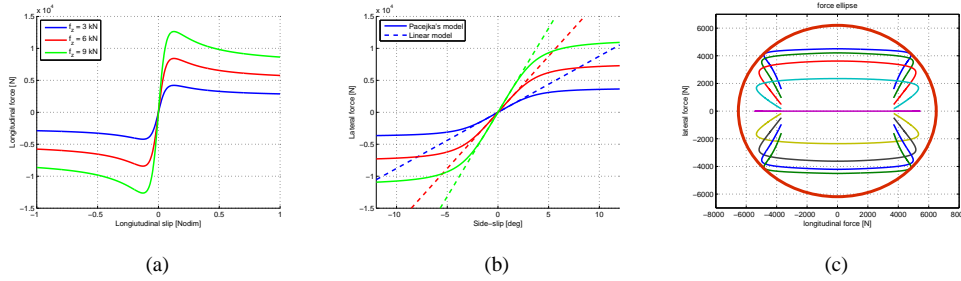 x 10⁴
1.5
1
0.5
0
−0.5
−1
−1.5
−1
−0.5
0
0.5
1
Longitudinal force [N]
Longiutudinal slip [Nodim]
f_z = 3 kN
f_z = 6 kN
f_z = 9 kN
(a)
x 10⁴
1.5
1
0.5
0
−0.5
−1
−1.5
−10
−5
0
5
10
Lateral force [N]
Side−slip [deg]
Pacejka's model
Linear model
(b)
force ellipse
6000
4000
2000
0
−2000
−4000
−6000
−8000
−6000
−4000
−2000
0
2000
4000
6000
8000
lateral force [N]
longitudinal force [N]
(c)